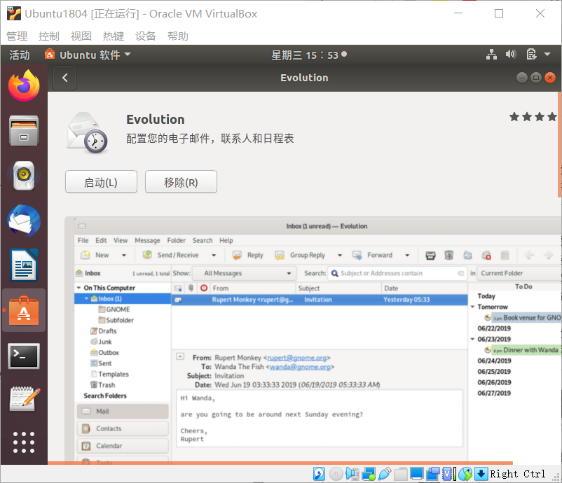 Ubuntu1804 [正在运行] - Oracle VM VirtualBox
管理 控制 视图 热键 设备 帮助
活动 Ubuntu 软件 星期三 15：53
Evolution
Evolution
配置您的电子邮件，联系人和日程表
启动(L) 移除(R)
Inbox (1 unread) — Evolution
File Edit View Message Folder Search Help
New Send / Receive Reply Group Reply Forward
Inbox 1 unread, 1 total Show: All Messages Search: Subject or Addresses contain in Current Folder
On This Computer From Subject Date To Do
Inbox (1) Rupert Monkey <rupert@g... Invitation Yesterday 05:33 Today
GNOME Tomorrow
Subfolder Book venue for GNO
Drafts 06/22/2019
Junk 06/23/2019
Outbox Dinner with Wanda
Sent From: Rupert Monkey <rupert@gnome.org> 06/24/2019
Templates To: Wanda The Fish <wanda@gnome.org> 06/25/2019
Trash Subject: Invitation 06/26/2019
Date: Wed Jun 19 03:33:33 2019 (06/19/2019 05:33:33 AM) 06/27/2019
Search Folders
Hi Wanda,
Mail
are you going to be around next Sunday evening?
Contacts
Cheers,
Calendar
Rupert
Right Ctrl